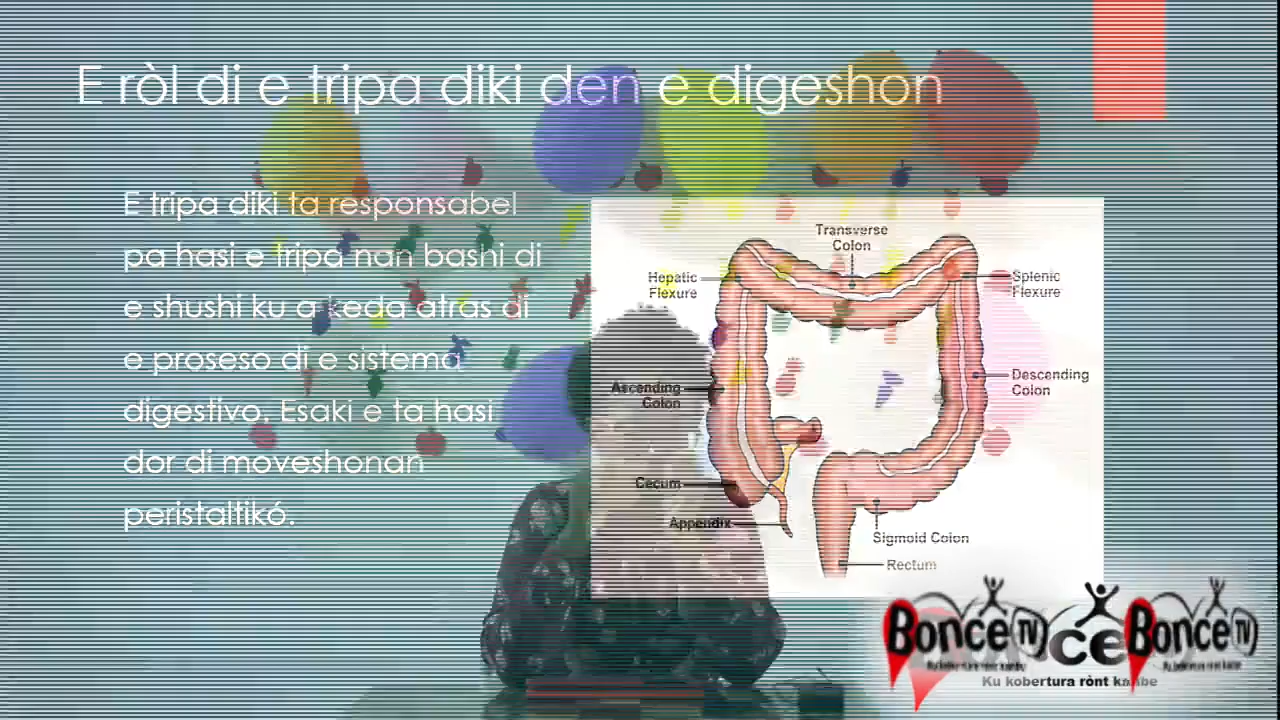 E ròl di e tripa diki den e digeshon
E tripa diki ta responsabel
pa hasi e tripa nan bashi di
e shushi ku a keda atras di
e proseso di e sistema
digestivo. Esaki e ta hasi
dor di moveshonan
peristaltikó.
Transverse
Colon
Hepatic
Flexure
Splenic
Flexure
Ascending
Colon
Descending
Colon
Cecum
Appendix
Sigmoid Colon
Rectum
Bonce TV
ce
Bonce TV
Ku kobertura rònt